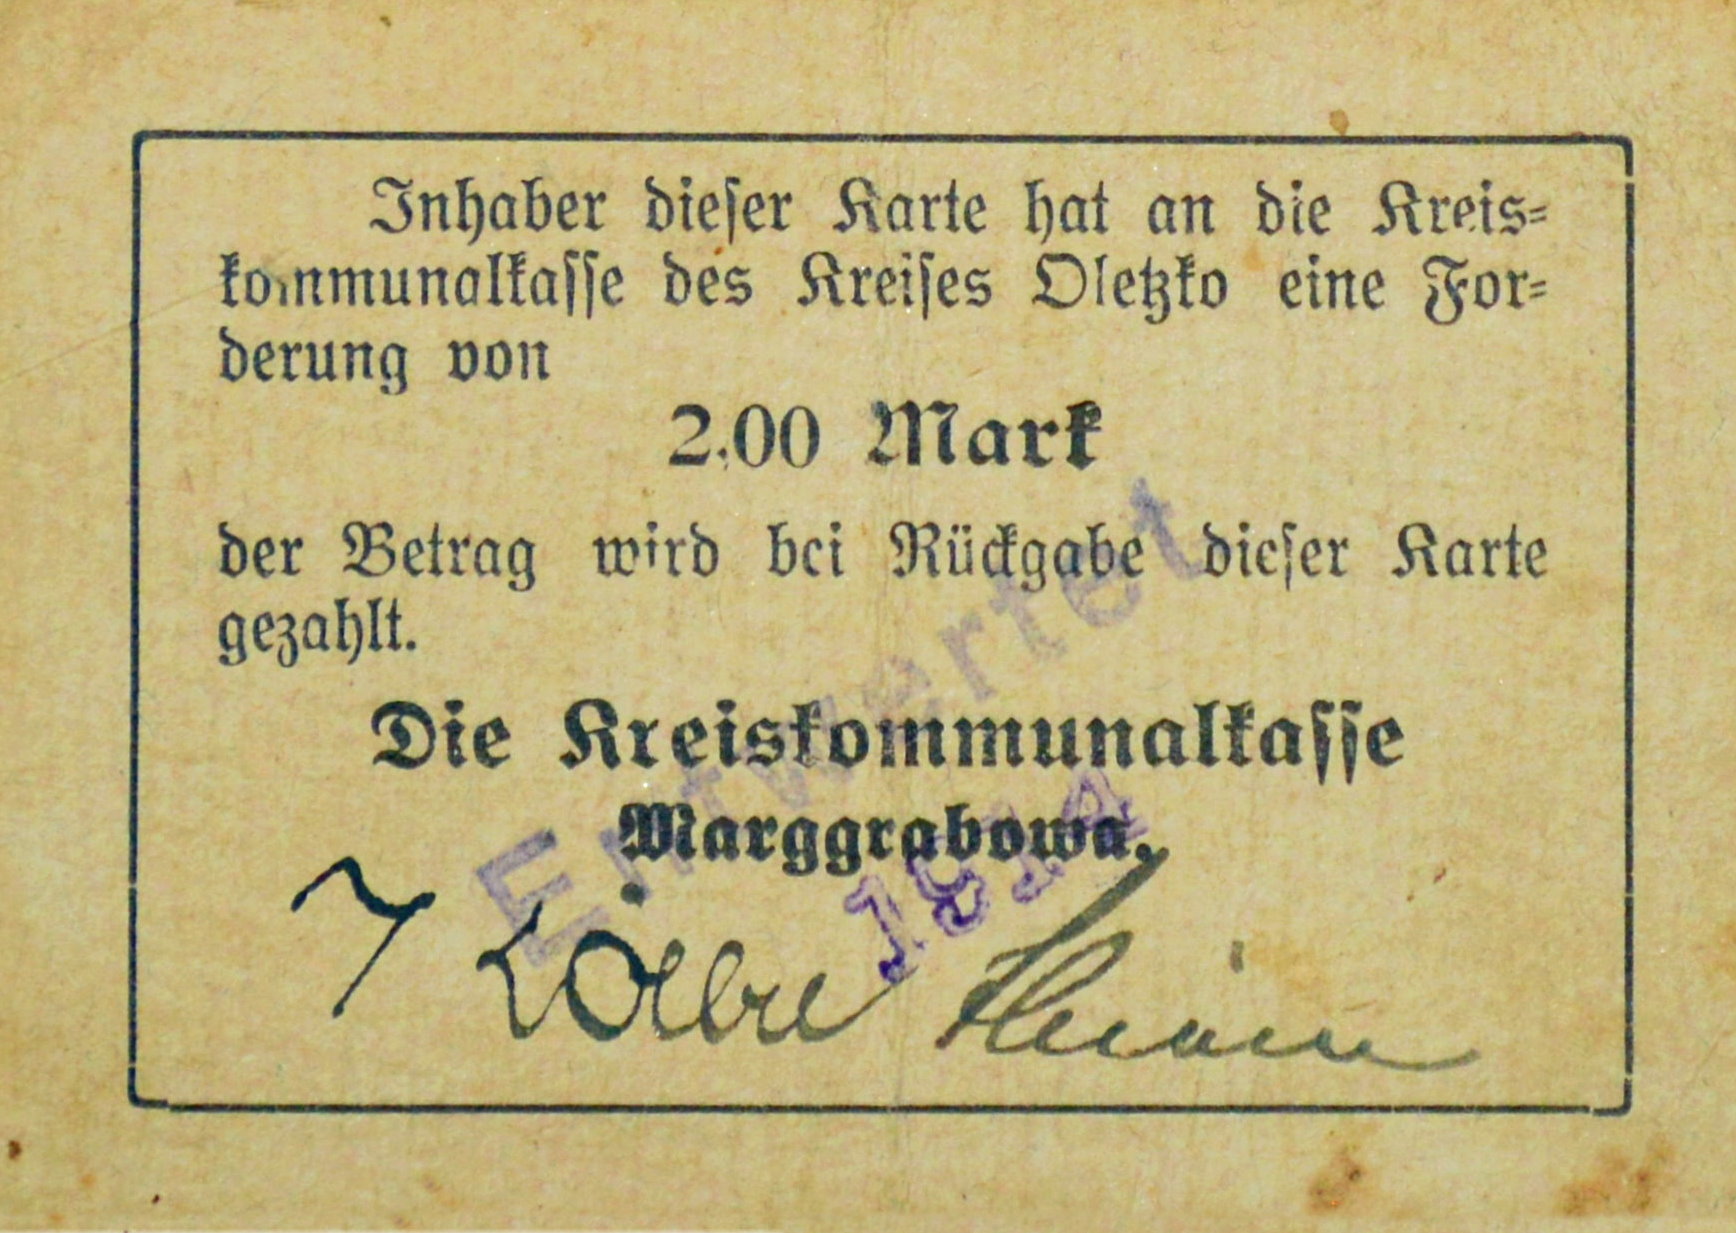 Inhaber dieser Karte hat an die Kreis=
kommunalkasse des Kreises Oletzko eine For=
derung von
2.00 Mark
der Betrag wird bei Rückgabe dieser Karte
gezahlt.
Die Kreiskommunalkasse
Marggrabowa.
Entwertet
1914